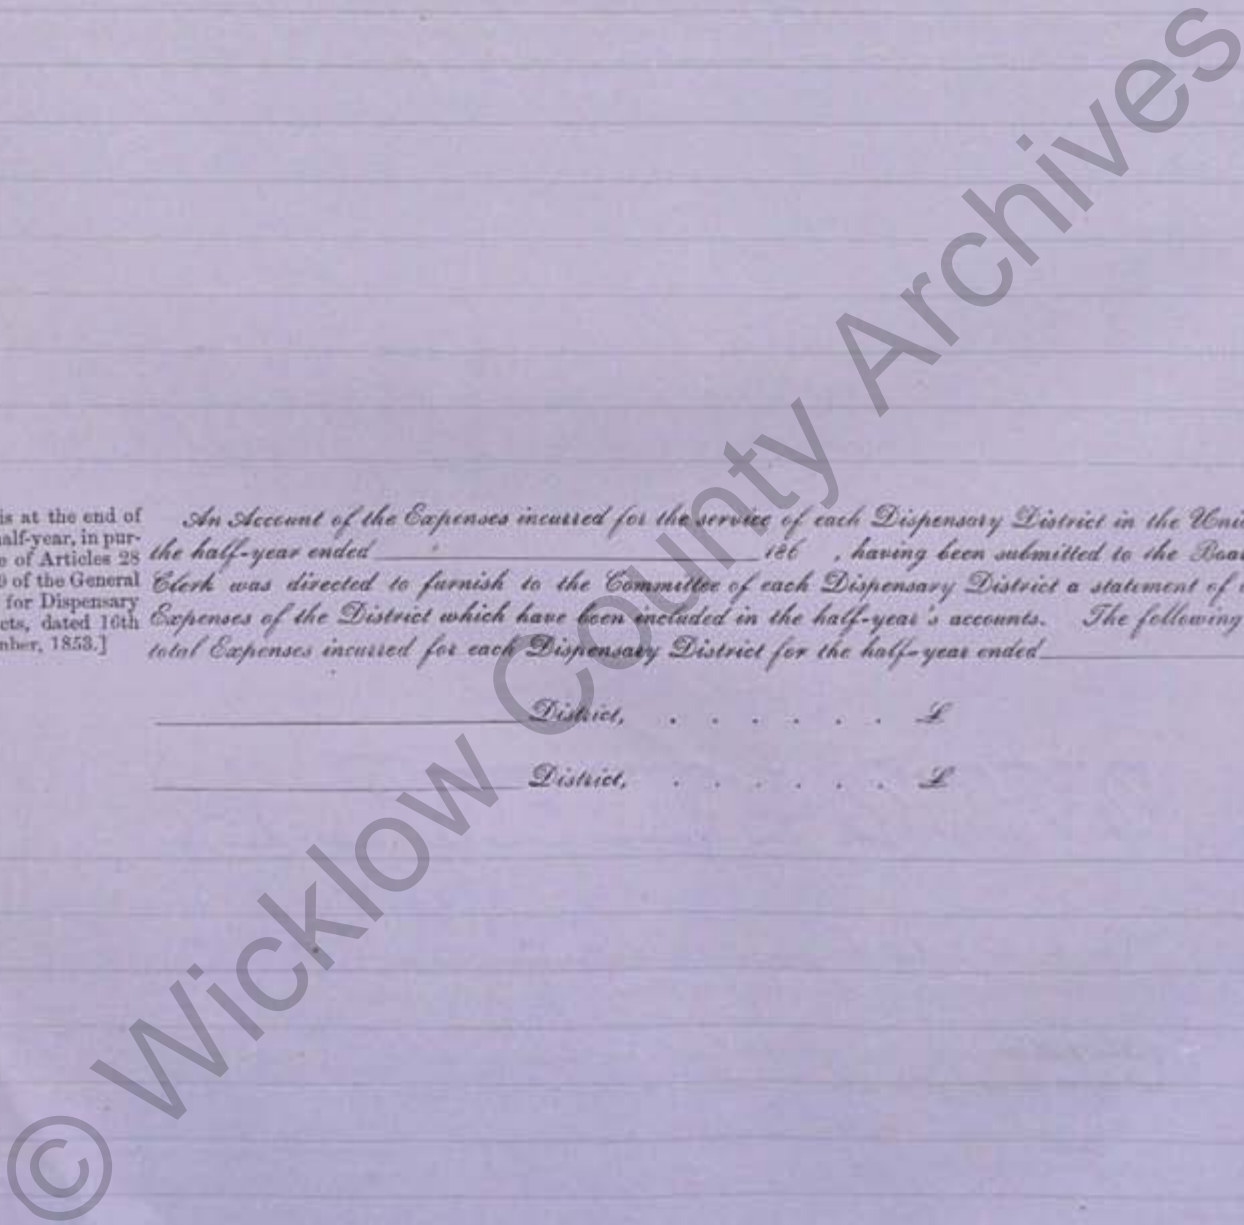 is at the end of
half-year, in pur-
e of Articles 28
of the General
for Dispensary
cts, dated 16th
mber, 1853.]
An Account of the Expenses incurred for the service of each Dispensary District in the Uni
the half-year ended 186 , having been submitted to the Boar
Clerk was directed to furnish to the Committee of each Dispensary District a statement of
Expenses of the District which have been included in the half-year's accounts. The following
total Expenses incurred for each Dispensary District for the half-year ended
District, . . . . . . £
District, . . . . . . £
© Wicklow County Archives